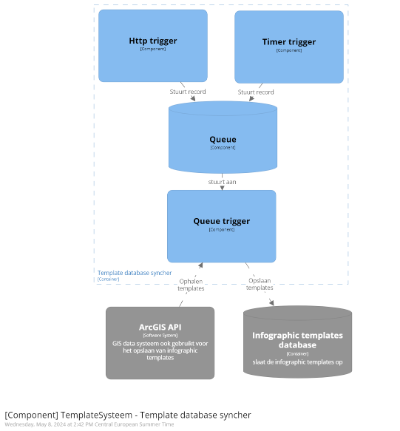 Http trigger
[Component]
Timer trigger
[Component]
Stuurt record
Stuurt record
Queue
[Component]
stuurt aan
Queue trigger
[Component]
Template database syncher
[Container]
Ophalen
templates
Opslaan
templates
ArcGIS API
[Software System]
GIS data systeem ook gebruikt voor
het opslaan van infographic
templates
Infographic templates
database
[Container]
slaat de infographic templates op
[Component] TemplateSysteem - Template database syncher
Wednesday, May 8, 2024 at 2:42 PM Central European Summer Time